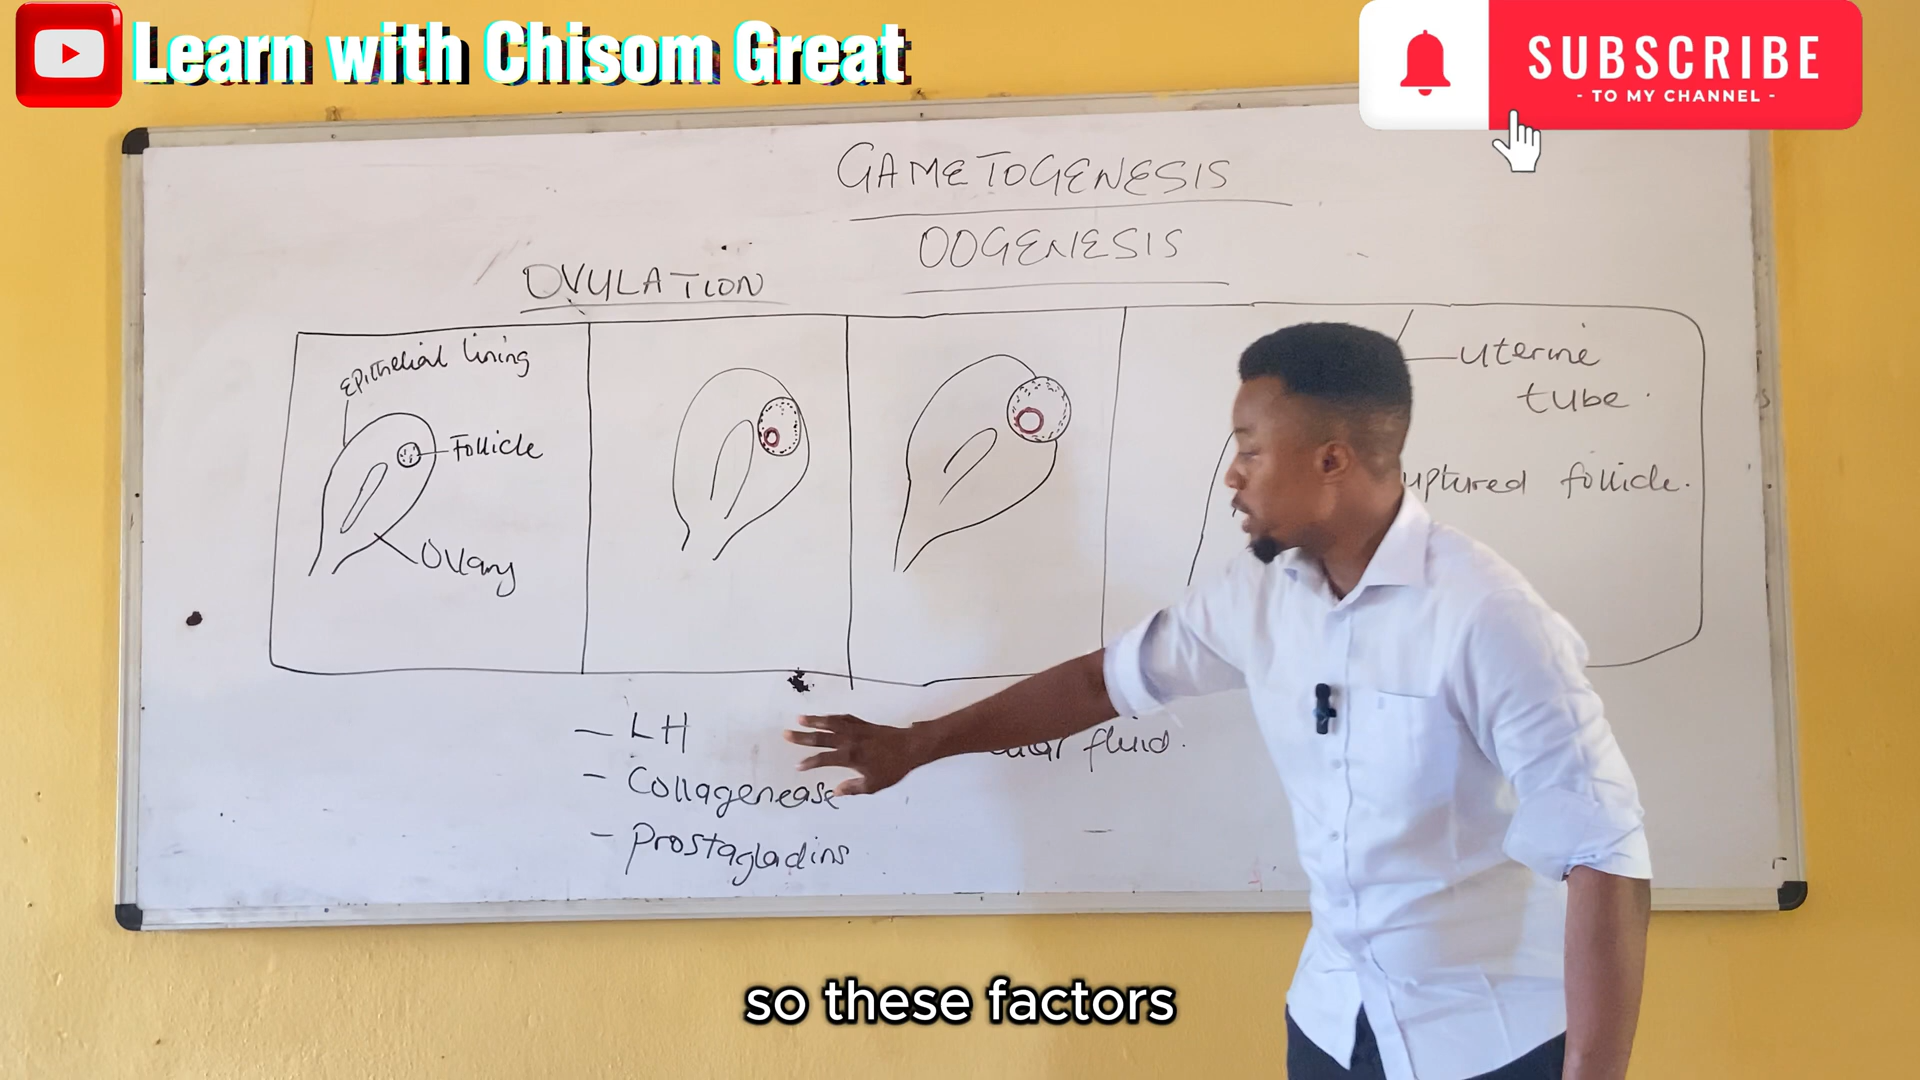 Learn with Chisom Great
SUBSCRIBE
- TO MY CHANNEL -
GAMETOGENESIS
OOGENESIS
OVULATION
Epithelial lining
Follicle
Ovary
uterine
tube.
uptured follicle.
- LH
- Collagenease
- Prostagladins
fluid.
so these factors